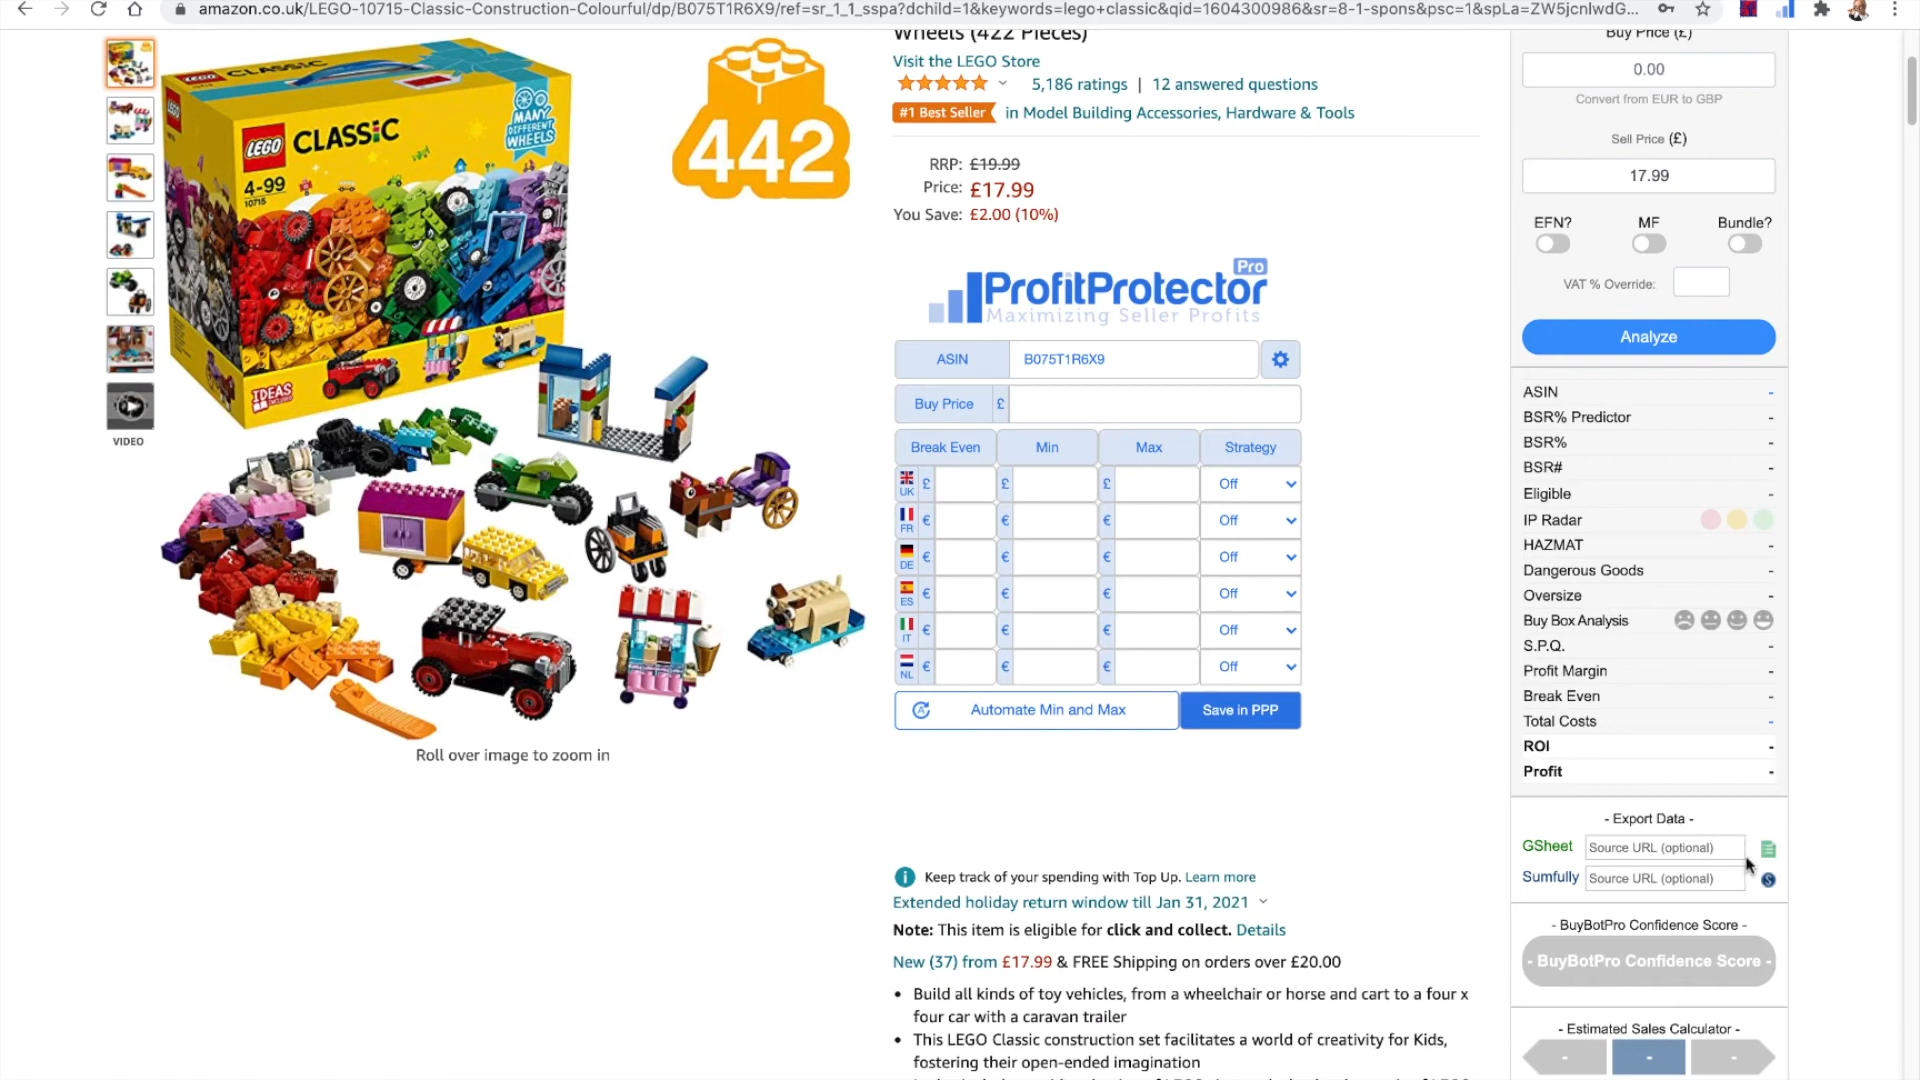 amazon.co.uk/LEGO-10715-Classic-Construction-Colourful/dp/B075T1R6X9/ref=sr_1_1_sspa?dchild=1&keywords=lego+classic&qid=1604300986&sr=8-1-spons&psc=1&spLa=ZW5jcnlwdG...
VIDEO
LEGO CLASSIC
LEGO CLASSIC
4-99
10715
MANY DIFFERENT WHEELS
IDEAS INCLUDED
442
Roll over image to zoom in
Wheels (422 Pieces)
Visit the LEGO Store
5,186 ratings | 12 answered questions
#1 Best Seller in Model Building Accessories, Hardware & Tools
RRP: £19.99
Price: £17.99
You Save: £2.00 (10%)
ProfitProtector Pro
Maximizing Seller Profits
ASIN B075T1R6X9
Buy Price £
Break Even Min Max Strategy
UK £ £ £ Off
FR € € € Off
DE € € € Off
ES € € € Off
IT € € € Off
NL € € € Off
Automate Min and Max Save in PPP
Keep track of your spending with Top Up. Learn more
Extended holiday return window till Jan 31, 2021
Note: This item is eligible for click and collect. Details
New (37) from £17.99 & FREE Shipping on orders over £20.00
• Build all kinds of toy vehicles, from a wheelchair or horse and cart to a four x
four car with a caravan trailer
• This LEGO Classic construction set facilitates a world of creativity for Kids,
fostering their open-ended imagination
Buy Price (£)
0.00
Convert from EUR to GBP
Sell Price (£)
17.99
EFN? MF Bundle?
VAT % Override:
Analyze
ASIN -
BSR% Predictor -
BSR% -
BSR# -
Eligible -
IP Radar
HAZMAT -
Dangerous Goods -
Oversize -
Buy Box Analysis
S.P.Q. -
Profit Margin -
Break Even -
Total Costs -
ROI -
Profit -
- Export Data -
GSheet Source URL (optional)
Sumfully Source URL (optional)
- BuyBotPro Confidence Score -
- BuyBotPro Confidence Score -
- Estimated Sales Calculator -
- - -